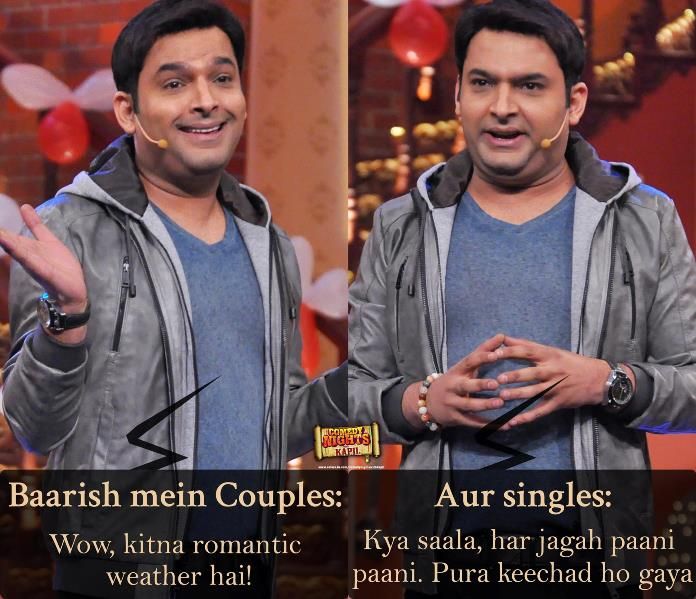 Baarish mein Couples:
Wow, kitna romantic
weather hai!
Aur singles:
Kya saala, har jagah paani
paani. Pura keechad ho gaya
COMEDY
NIGHTS
KAPIL